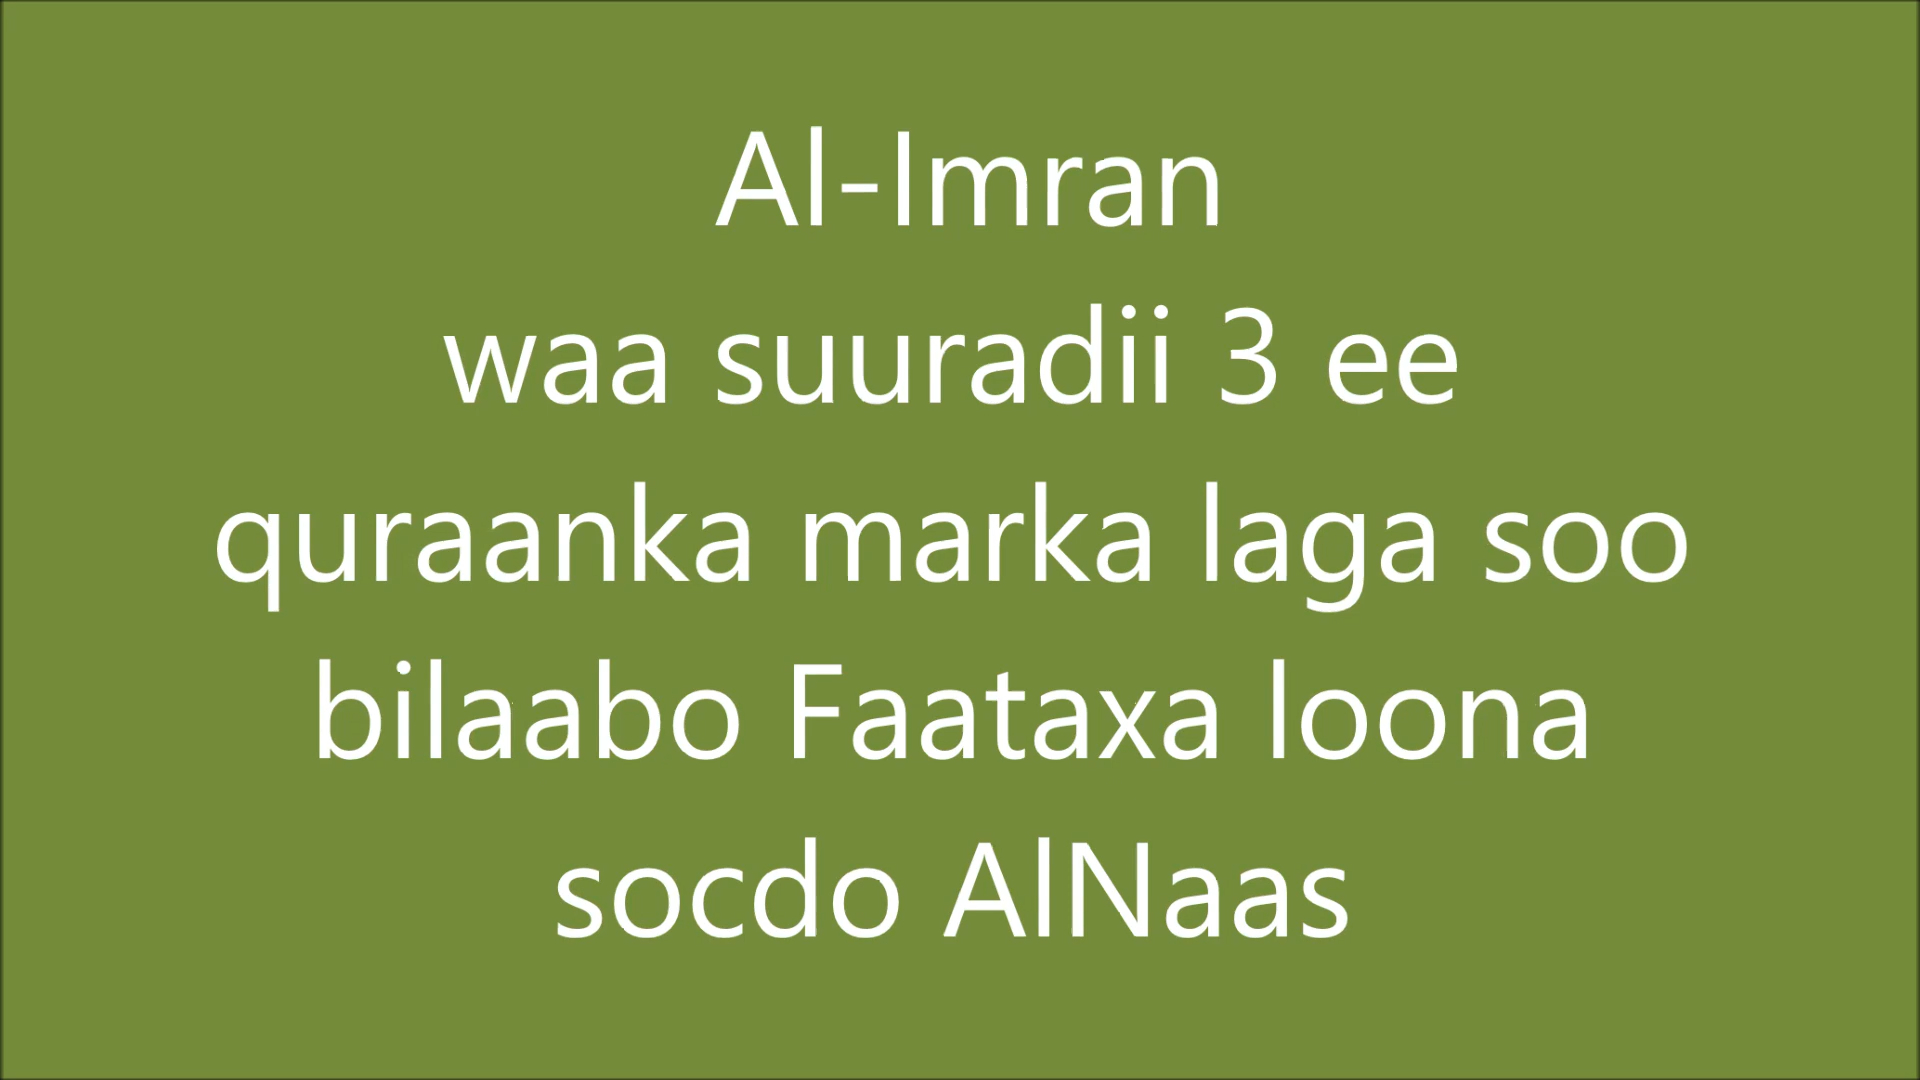 Al-Imran
waa suuradii 3 ee
quraanka marka laga soo
bilaabo Faataxa loona
socdo AlNaas